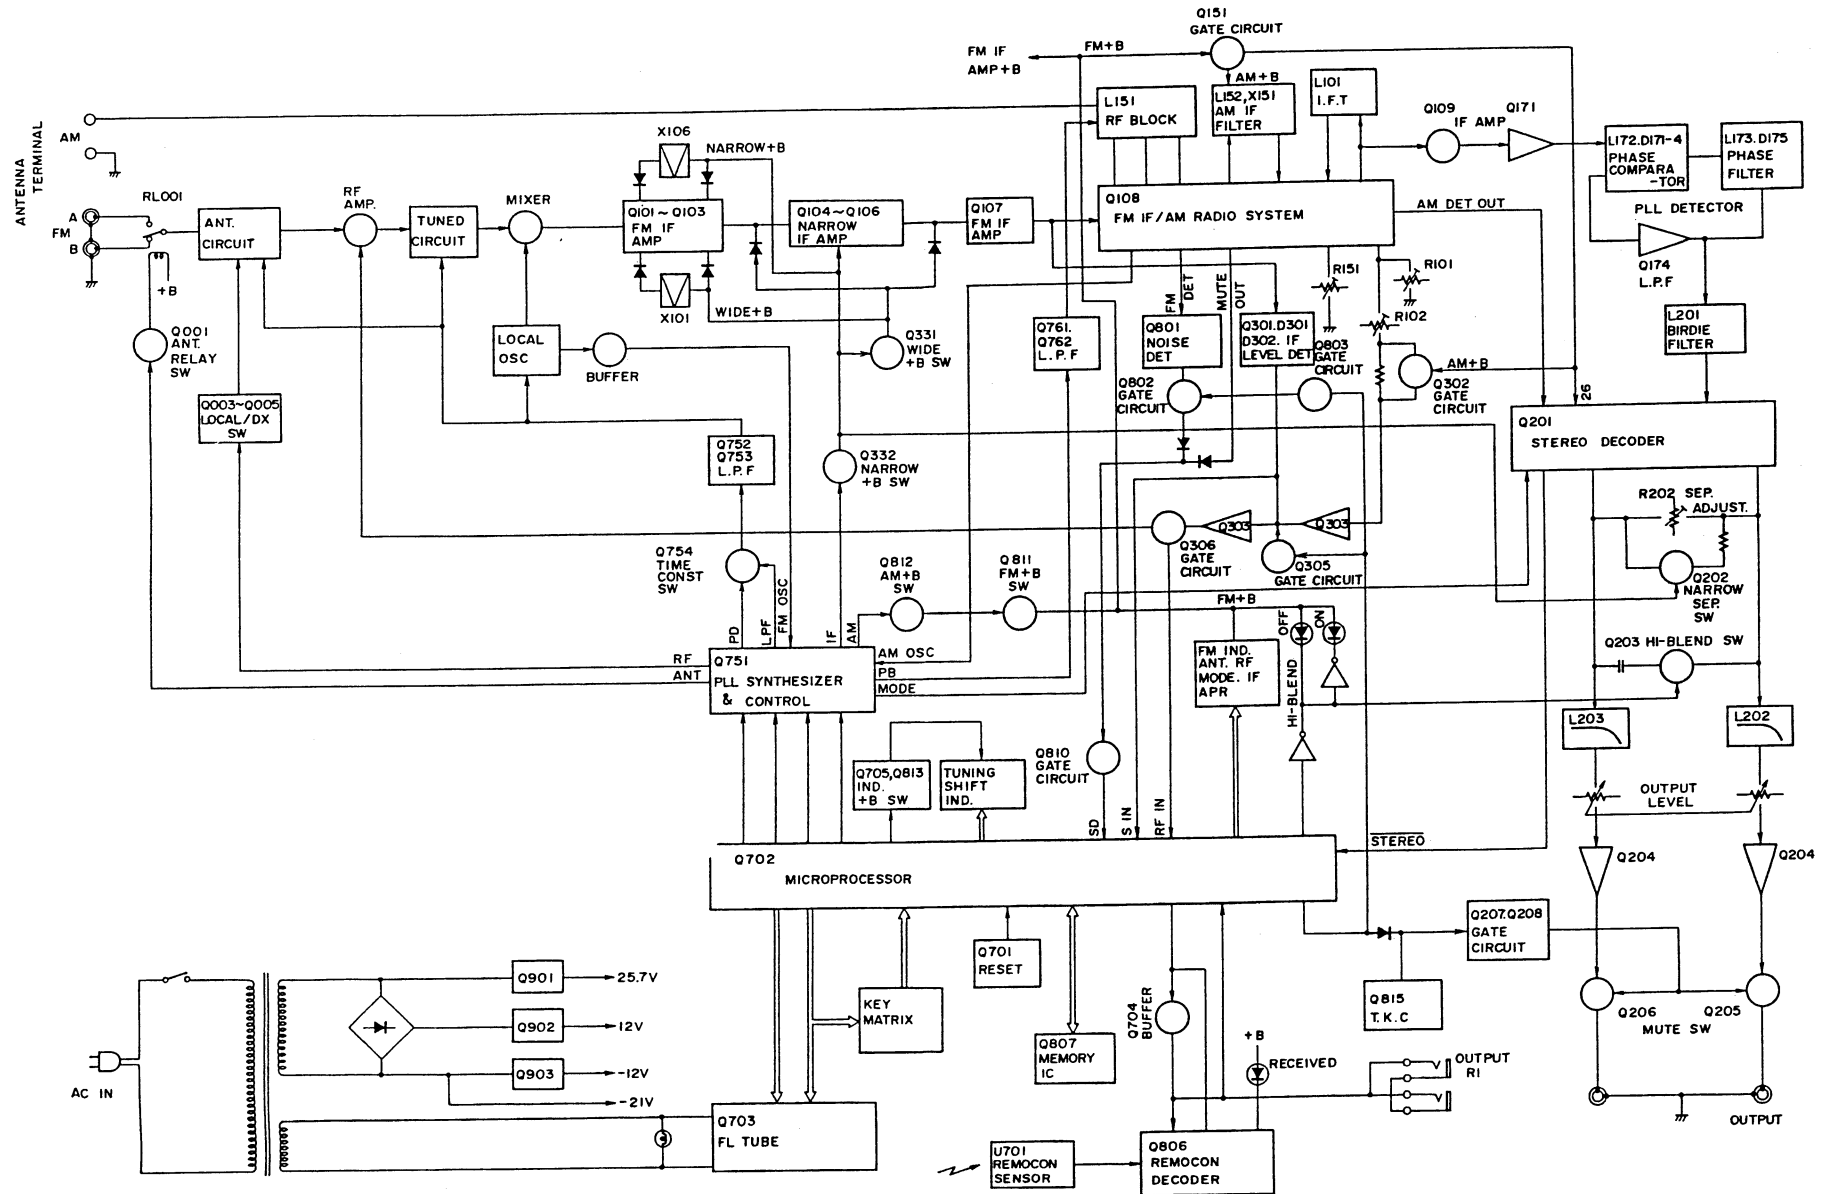 Q151
GATE CIRCUIT
FM IF
AMP+B
FM+B
AM+B
ANTENNA
TERMINAL
AM
A
FM
B
RL001
+B
ANT.
CIRCUIT
RF
AMP.
TUNED
CIRCUIT
MIXER
X106
NARROW+B
Q101~Q103
FM IF
AMP
X101
WIDE+B
Q104~Q106
NARROW
IF AMP
Q107
FM IF
AMP
L151
RF BLOCK
L152,X151
AM IF
FILTER
L101
I.F.T
Q109
IF AMP
Q171
L172.D171-4
PHASE
COMPARA
-TOR
L173.D175
PHASE
FILTER
PLL DETECTOR
Q174
L.P.F
L201
BIRDIE
FILTER
Q108
FM IF/AM RADIO SYSTEM
AM DET OUT
R151
R101
R102
FM
DET
MUTE
OUT
Q001
ANT.
RELAY
SW
Q003~Q005
LOCAL/DX
SW
LOCAL
OSC
BUFFER
Q331
WIDE
+B SW
Q761.
Q762
L.P.F
Q801
NOISE
DET
Q301.D301
D302. IF
LEVEL DET
Q803
GATE
CIRCUIT
Q802
GATE
CIRCUIT
AM+B
Q302
GATE
CIRCUIT
26
Q201
STEREO DECODER
Q752
Q753
L.P.F
Q332
NARROW
+B SW
Q303
Q303
Q306
GATE
CIRCUIT
Q305
GATE CIRCUIT
R202 SEP.
ADJUST.
Q202
NARROW
SEP.
SW
Q203 HI-BLEND SW
Q754
TIME
CONST
SW
Q812
AM+B
SW
Q811
FM+B
SW
FM+B
OFF
ON
HI-BLEND
PD
LPF
FM OSC
IF
AM
RF
ANT
Q751
PLL SYNTHESIZER
& CONTROL
AM OSC
PB
MODE
FM IND.
ANT. RF
MODE. IF
APR
L203
L202
Q705,Q813
IND.
+B SW
TUNING
SHIFT
IND.
Q810
GATE
CIRCUIT
OUTPUT
LEVEL
SD
S IN
RF IN
STEREO
Q702
MICROPROCESSOR
Q204
Q204
Q701
RESET
Q207.Q208
GATE
CIRCUIT
Q815
T.K.C
Q206
Q205
MUTE SW
Q901
25.7V
Q902
12V
Q903
-12V
-21V
AC IN
KEY
MATRIX
Q807
MEMORY
IC
Q704
BUFFER
+B
RECEIVED
OUTPUT
R1
OUTPUT
Q703
FL TUBE
U701
REMOCON
SENSOR
Q806
REMOCON
DECODER